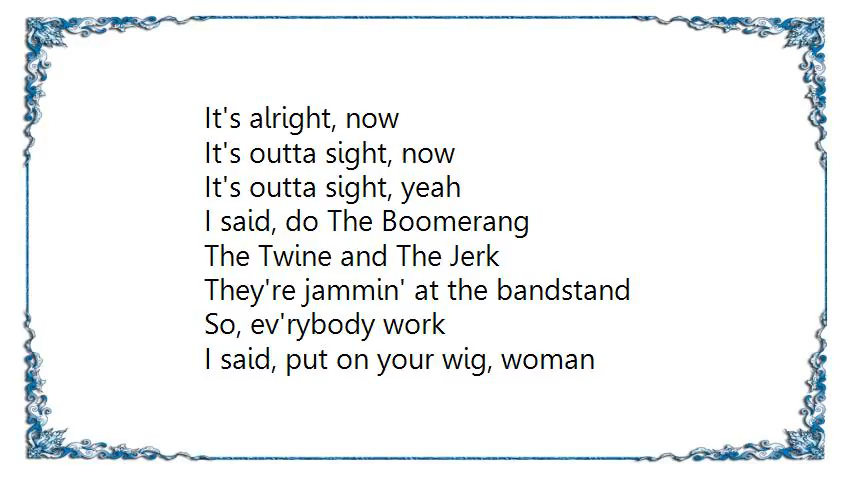 It's alright, now
It's outta sight, now
It's outta sight, yeah
I said, do The Boomerang
The Twine and The Jerk
They're jammin' at the bandstand
So, ev'rybody work
I said, put on your wig, woman